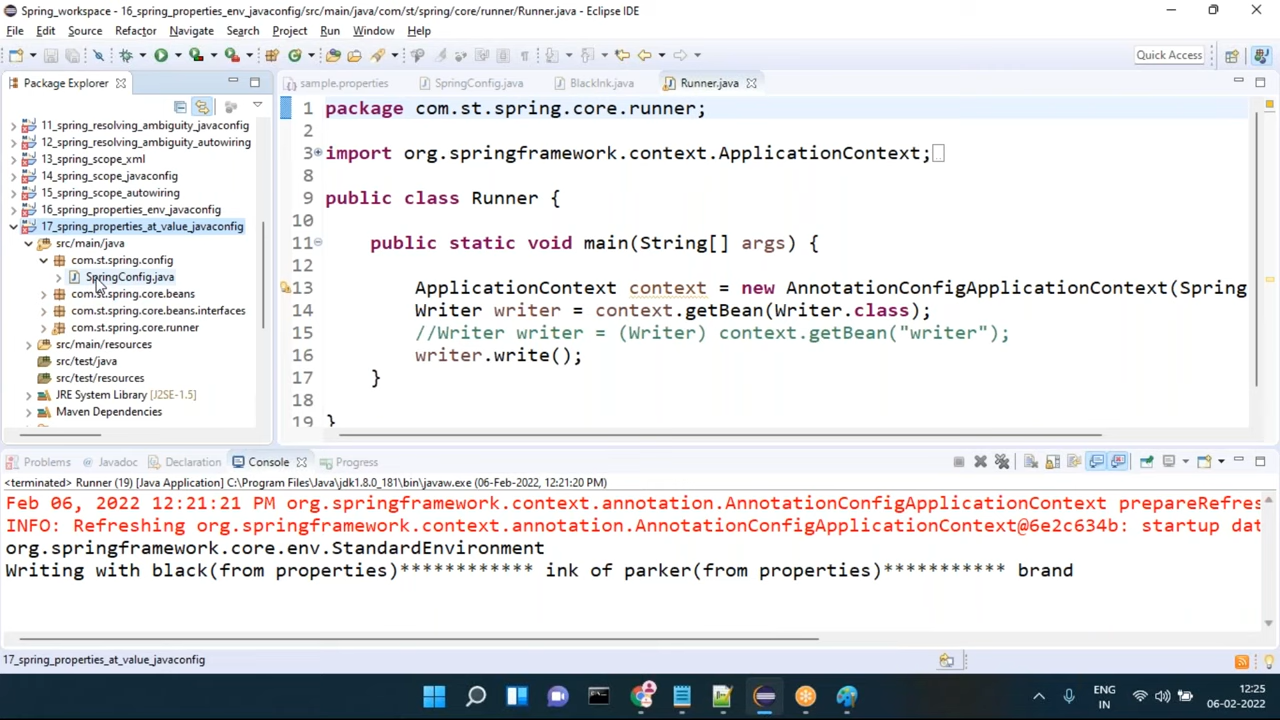 Spring_workspace - 16_spring_properties_env_javaconfig/src/main/java/com/st/spring/core/runner/Runner.java - Eclipse IDE
File Edit Source Refactor Navigate Search Project Run Window Help
Quick Access
Package Explorer
sample.properties SpringConfig.java BlackInk.java Runner.java
11_spring_resolving_ambiguity_javaconfig
12_spring_resolving_ambiguity_autowiring
13_spring_scope_xml
14_spring_scope_javaconfig
15_spring_scope_autowiring
16_spring_properties_env_javaconfig
17_spring_properties_at_value_javaconfig
src/main/java
com.st.spring.config
SpringConfig.java
com.st.spring.core.beans
com.st.spring.core.beans.interfaces
com.st.spring.core.runner
src/main/resources
src/test/java
src/test/resources
JRE System Library [J2SE-1.5]
Maven Dependencies
1 package com.st.spring.core.runner;
2
3 import org.springframework.context.ApplicationContext;
8
9 public class Runner {
10
11 public static void main(String[] args) {
12
13 ApplicationContext context = new AnnotationConfigApplicationContext(Spring
14 Writer writer = context.getBean(Writer.class);
15 //Writer writer = (Writer) context.getBean("writer");
16 writer.write();
17 }
18
19 }
Problems Javadoc Declaration Console Progress
<terminated> Runner (19) [Java Application] C:\Program Files\Java\jdk1.8.0_181\bin\javaw.exe (06-Feb-2022, 12:21:20 PM)
Feb 06, 2022 12:21:21 PM org.springframework.context.annotation.AnnotationConfigApplicationContext prepareRefres
INFO: Refreshing org.springframework.context.annotation.AnnotationConfigApplicationContext@6e2c634b: startup dat
org.springframework.core.env.StandardEnvironment
Writing with black(from properties)************ ink of parker(from properties)*********** brand
17_spring_properties_at_value_javaconfig
ENG
IN
12:25
06-02-2022